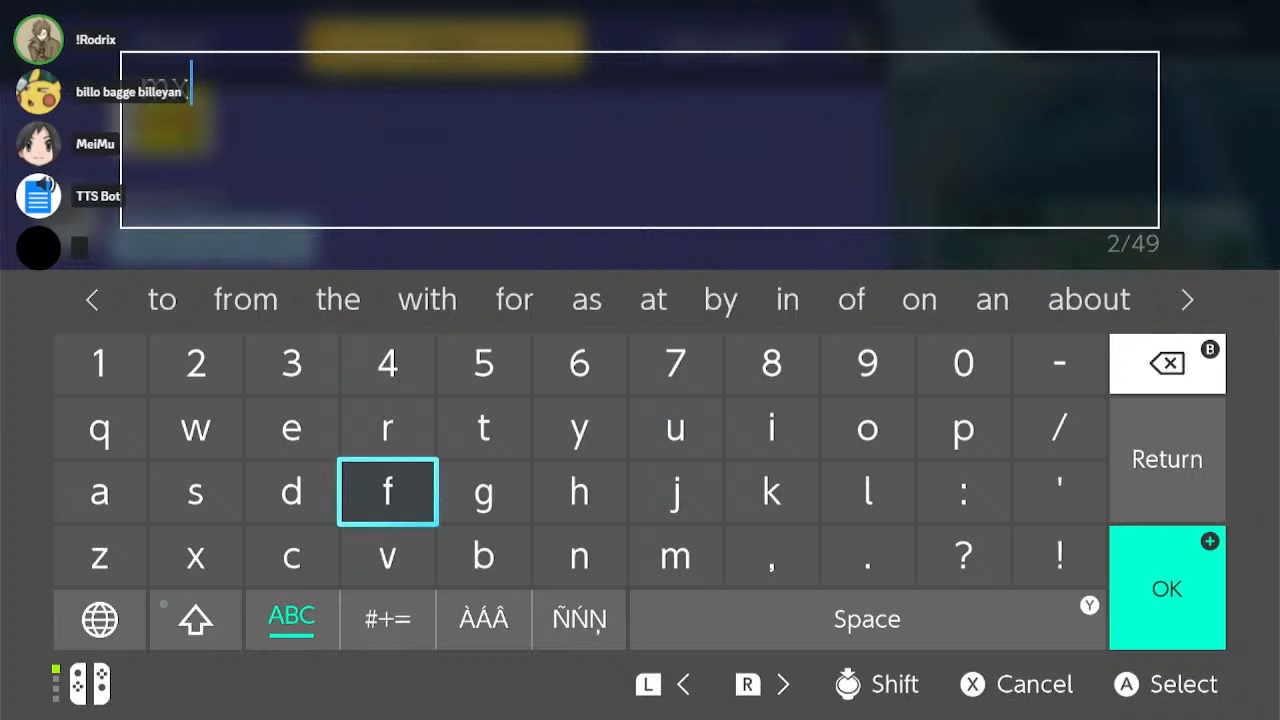 !Rodrix
my
billo bagge billeyan
MeiMu
TTS Bot
2/49
< to from the with for as at by in of on an about >
1 2 3 4 5 6 7 8 9 0 - B
q w e r t y u i o p /
Return
a s d f g h j k l : '
z x c v b n m , . ? !
OK +
ABC #+= ÀÁÂ ÑŃŅ Space Y
L < R > Shift X Cancel A Select